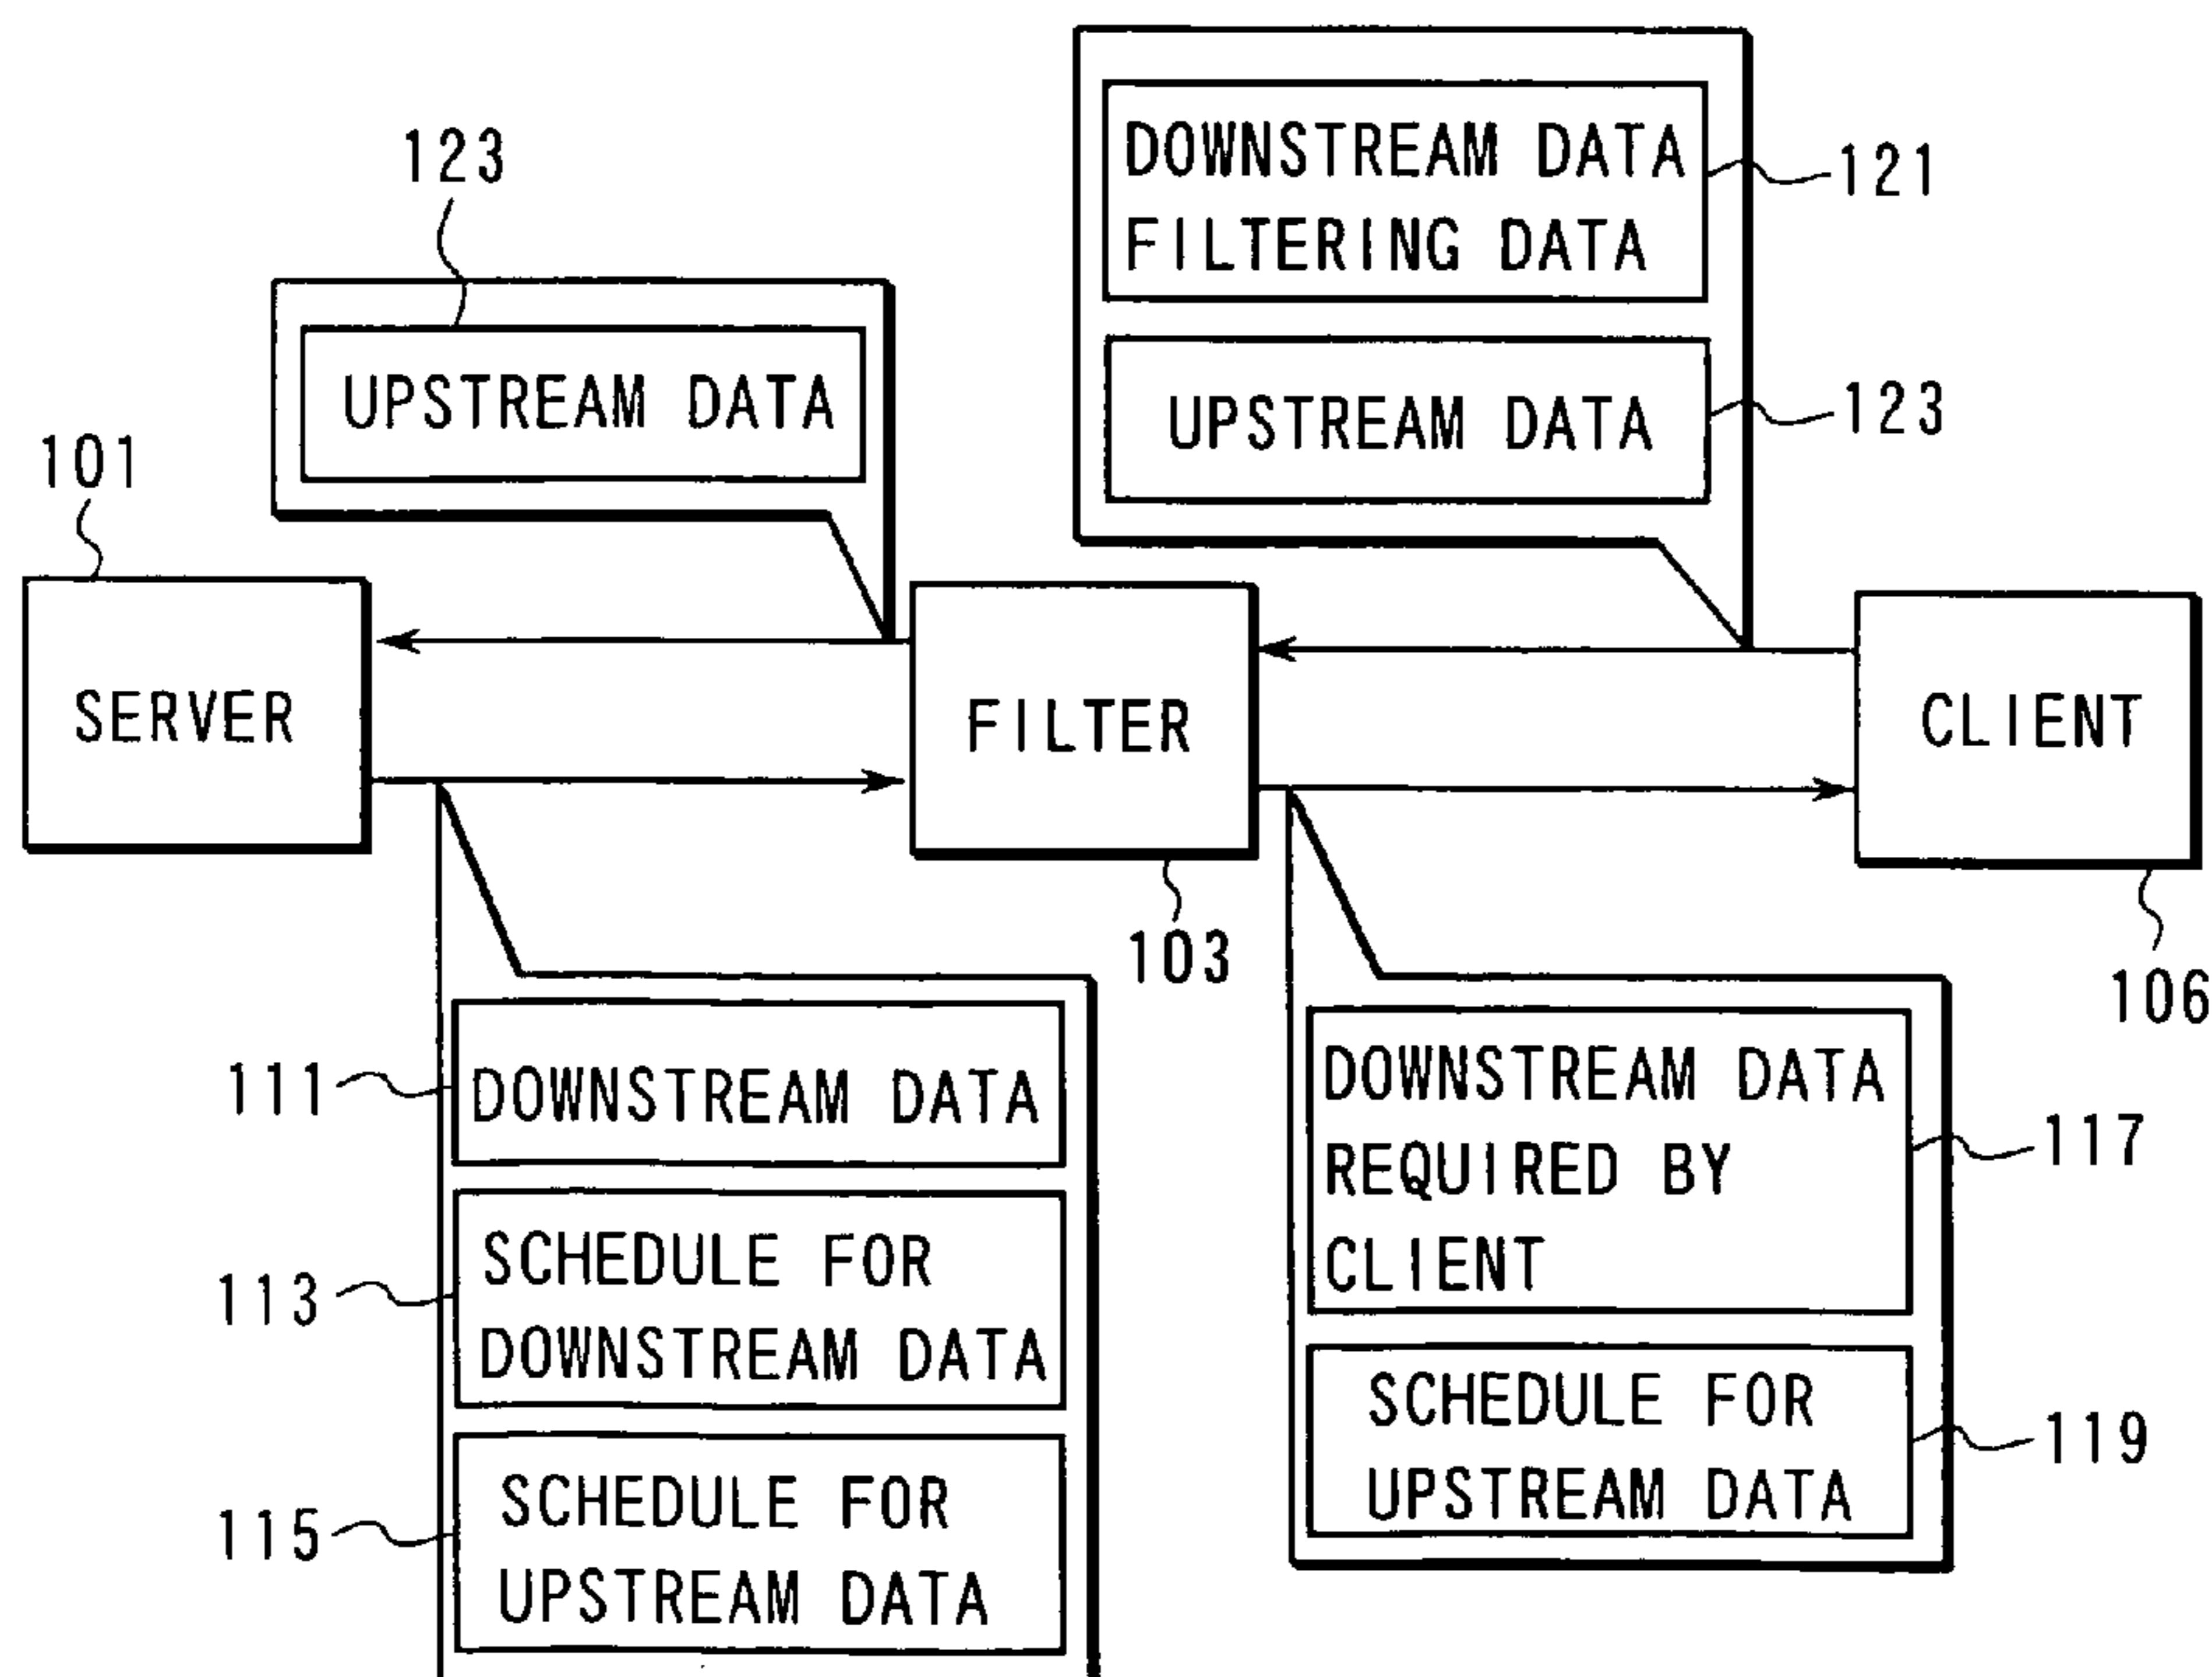 123
UPSTREAM DATA
DOWNSTREAM DATA
FILTERING DATA
121
UPSTREAM DATA
123
101
SERVER
FILTER
103
CLIENT
106
111
DOWNSTREAM DATA
113
SCHEDULE FOR
DOWNSTREAM DATA
115
SCHEDULE FOR
UPSTREAM DATA
DOWNSTREAM DATA
REQUIRED BY
CLIENT
117
SCHEDULE FOR
UPSTREAM DATA
119